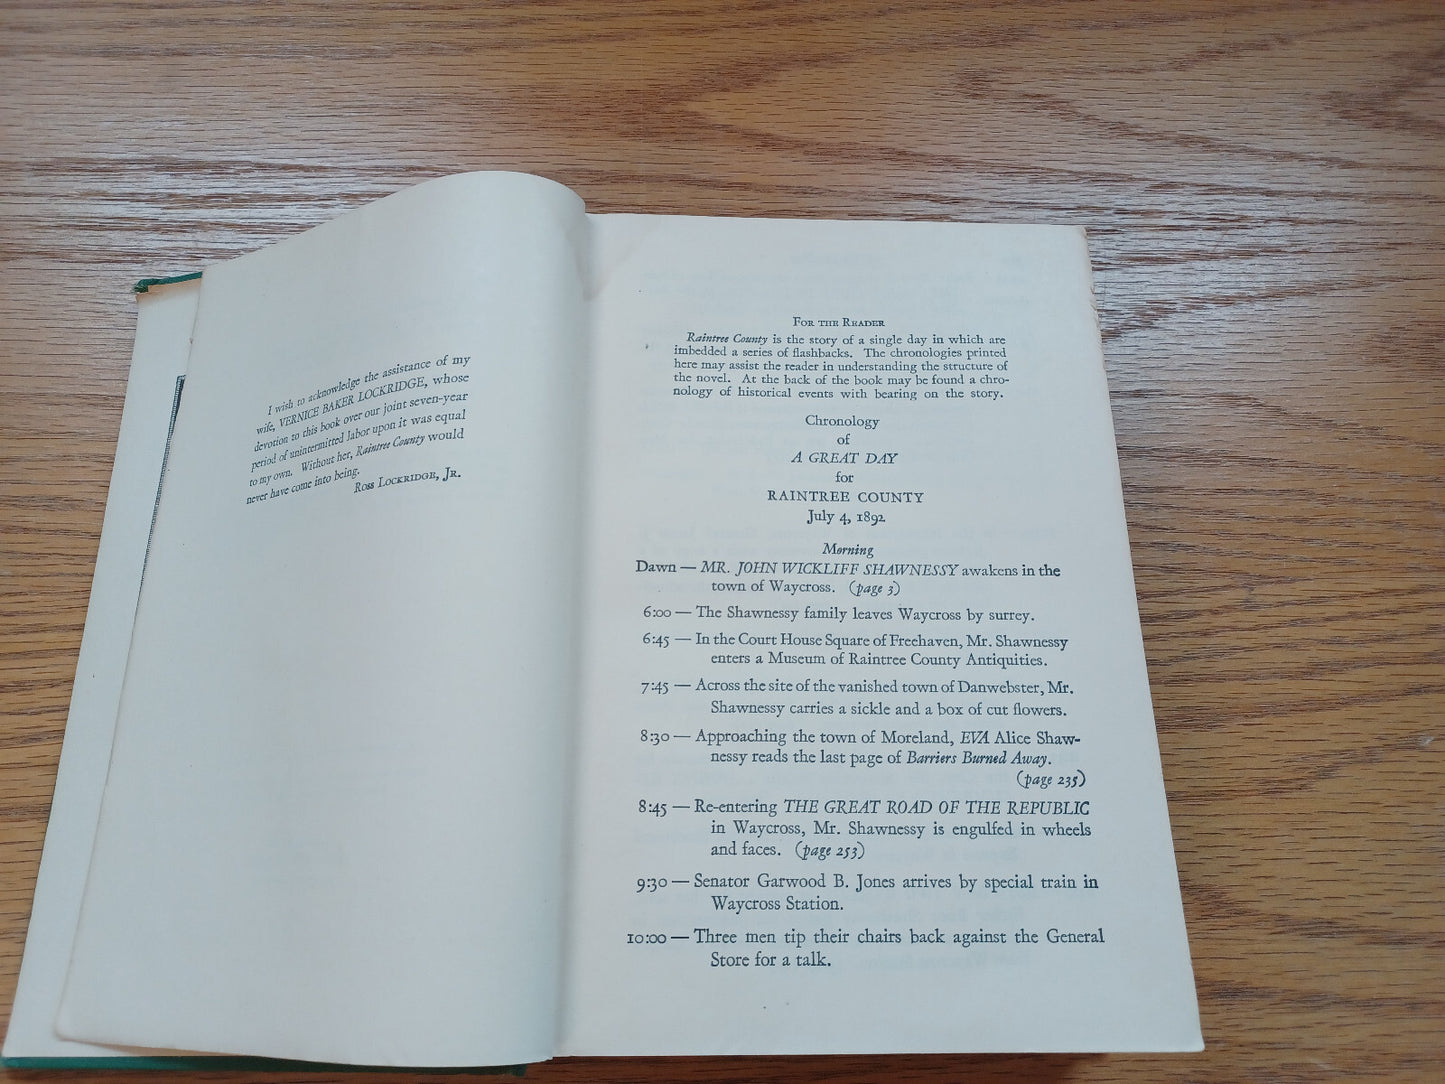 I wish to acknowledge the assistance of my
wife, VERNICE BAKER LOCKRIDGE, whose
devotion to this book over our joint seven-year
period of unintermitted labor upon it was equal
to my own. Without her, Raintree County would
never have come into being.
Ross Lockridge, Jr.
For the Reader
Raintree County is the story of a single day in which are
imbedded a series of flashbacks. The chronologies printed
here may assist the reader in understanding the structure of
the novel. At the back of the book may be found a chro-
nology of historical events with bearing on the story.
Chronology
of
A GREAT DAY
for
RAINTREE COUNTY
July 4, 1892
Morning
Dawn — MR. JOHN WICKLIFF SHAWNESSY awakens in the
town of Waycross. (page 3)
6:00 — The Shawnessy family leaves Waycross by surrey.
6:45 — In the Court House Square of Freehaven, Mr. Shawnessy
enters a Museum of Raintree County Antiquities.
7:45 — Across the site of the vanished town of Danwebster, Mr.
Shawnessy carries a sickle and a box of cut flowers.
8:30 — Approaching the town of Moreland, EVA Alice Shaw-
nessy reads the last page of Barriers Burned Away.
(page 235)
8:45 — Re-entering THE GREAT ROAD OF THE REPUBLIC
in Waycross, Mr. Shawnessy is engulfed in wheels
and faces. (page 253)
9:30 — Senator Garwood B. Jones arrives by special train in
Waycross Station.
10:00 — Three men tip their chairs back against the General
Store for a talk.